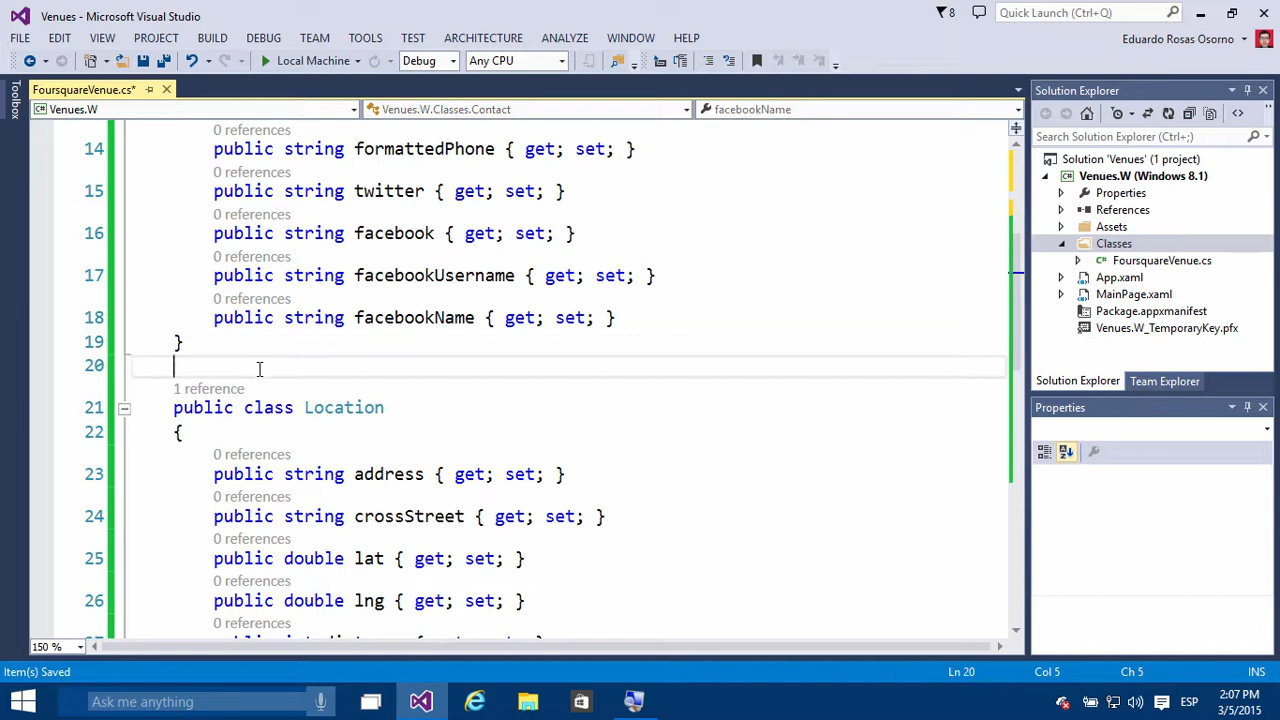 Venues - Microsoft Visual Studio
8
Quick Launch (Ctrl+Q)
FILE EDIT VIEW PROJECT BUILD DEBUG TEAM TOOLS TEST ARCHITECTURE ANALYZE WINDOW HELP
Eduardo Rosas Osorno
Local Machine
Debug
Any CPU
Toolbox
FoursquareVenue.cs*
Venues.W
Venues.W.Classes.Contact
facebookName
0 references
14 public string formattedPhone { get; set; }
0 references
15 public string twitter { get; set; }
0 references
16 public string facebook { get; set; }
0 references
17 public string facebookUsername { get; set; }
0 references
18 public string facebookName { get; set; }
19 }
20
1 reference
21 public class Location
22 {
0 references
23 public string address { get; set; }
0 references
24 public string crossStreet { get; set; }
0 references
25 public double lat { get; set; }
0 references
26 public double lng { get; set; }
0 references
150 %
Solution Explorer
Search Solution Explorer (Ctrl+;)
Solution 'Venues' (1 project)
Venues.W (Windows 8.1)
Properties
References
Assets
Classes
FoursquareVenue.cs
App.xaml
MainPage.xaml
Package.appxmanifest
Venues.W_TemporaryKey.pfx
Solution Explorer Team Explorer
Properties
Item(s) Saved
Ln 20
Col 5
Ch 5
INS
Ask me anything
ESP
2:07 PM
3/5/2015